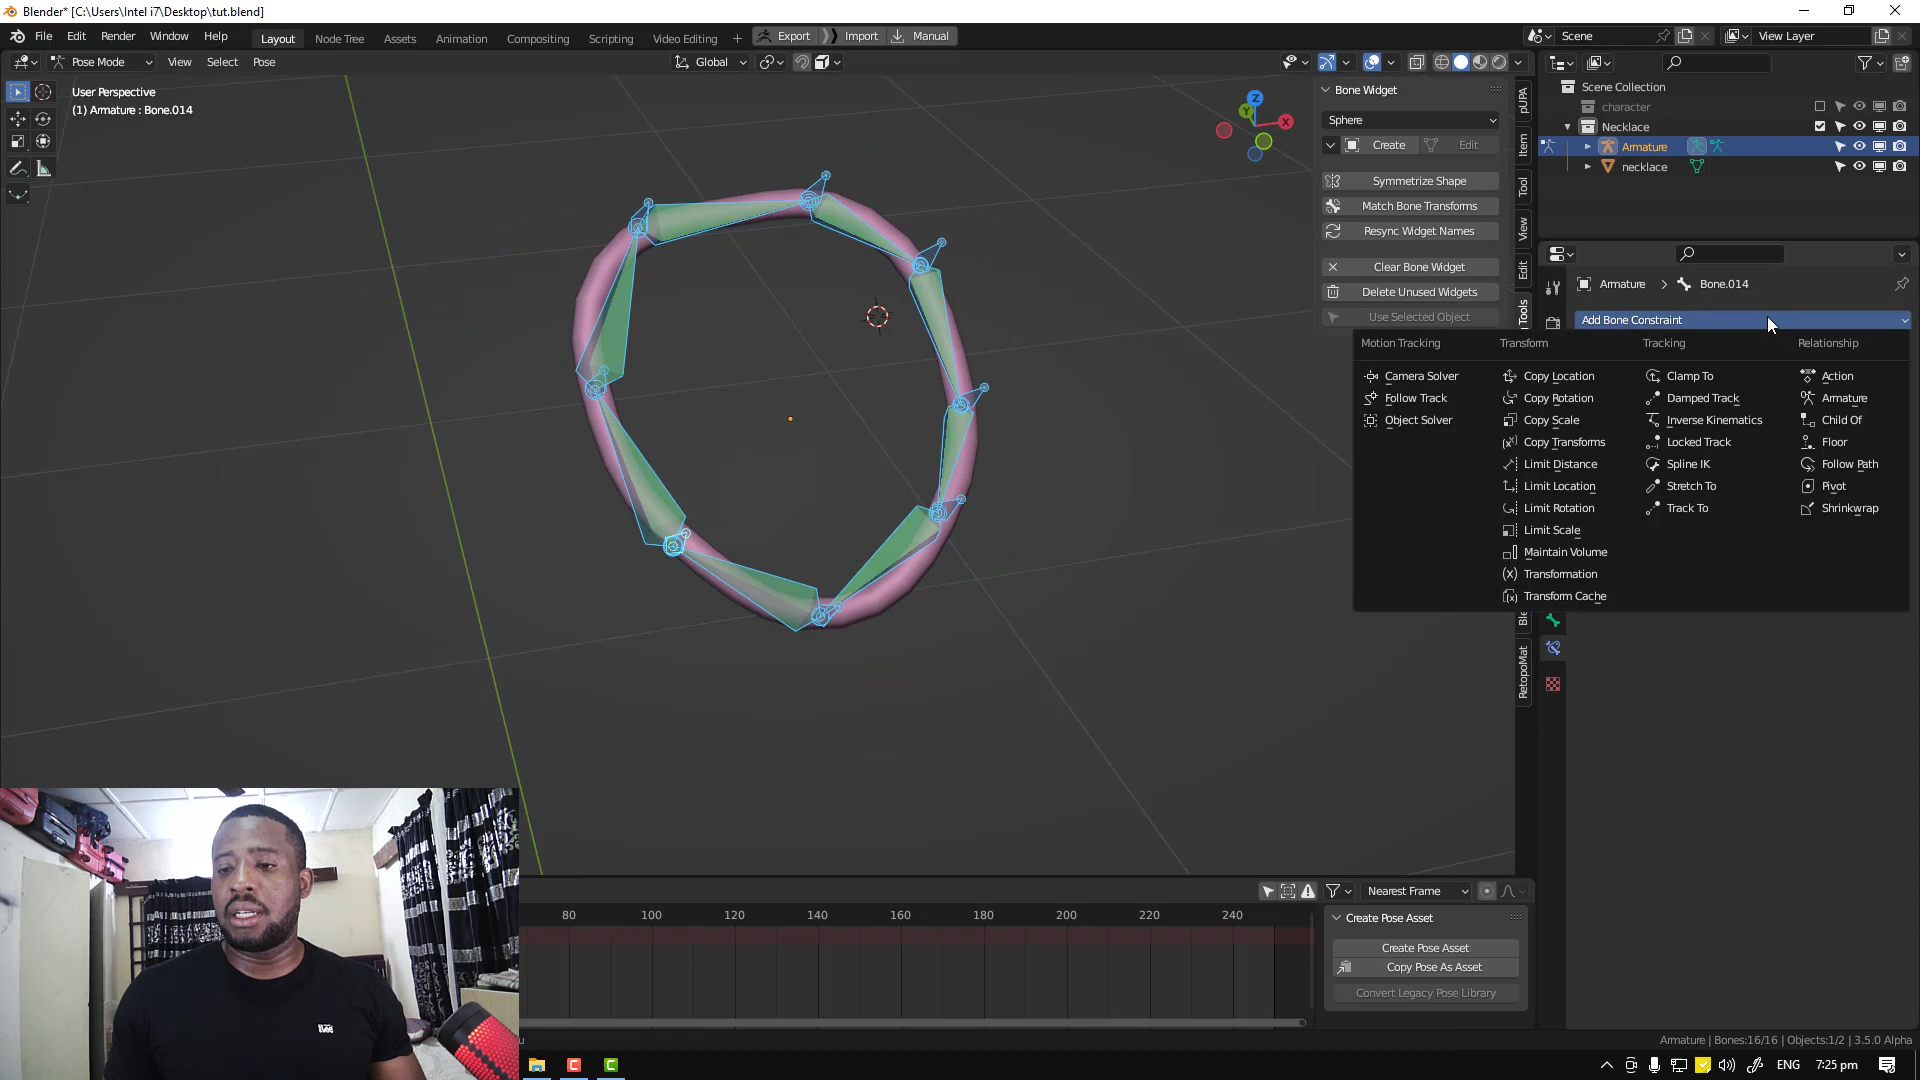 Blender* [C:\Users\Intel i7\Desktop\tut.blend]
File Edit Render Window Help Layout Node Tree Assets Animation Compositing Scripting Video Editing + Export Import Manual Scene View Layer
Pose Mode View Select Pose Global
User Perspective
(1) Armature : Bone.014
Z
Y
X
Bone Widget
Sphere
Create Edit
Symmetrize Shape
Match Bone Transforms
Resync Widget Names
Clear Bone Widget
Delete Unused Widgets
Use Selected Object
pUPA
Item
Tool
View
Edit
Tools
RetopoMat
Scene Collection
character
Necklace
Armature
necklace
Armature > Bone.014
Add Bone Constraint
Motion Tracking Transform Tracking Relationship
Camera Solver Copy Location Clamp To Action
Follow Track Copy Rotation Damped Track Armature
Object Solver Copy Scale Inverse Kinematics Child Of
Copy Transforms Locked Track Floor
Limit Distance Spline IK Follow Path
Limit Location Stretch To Pivot
Limit Rotation Track To Shrinkwrap
Limit Scale
Maintain Volume
Transformation
Transform Cache
Nearest Frame
80 100 120 140 160 180 200 220 240
Create Pose Asset
Create Pose Asset
Copy Pose As Asset
Convert Legacy Pose Library
Armature | Bones:16/16 | Objects:1/2 | 3.5.0 Alpha
ENG 7:25 pm